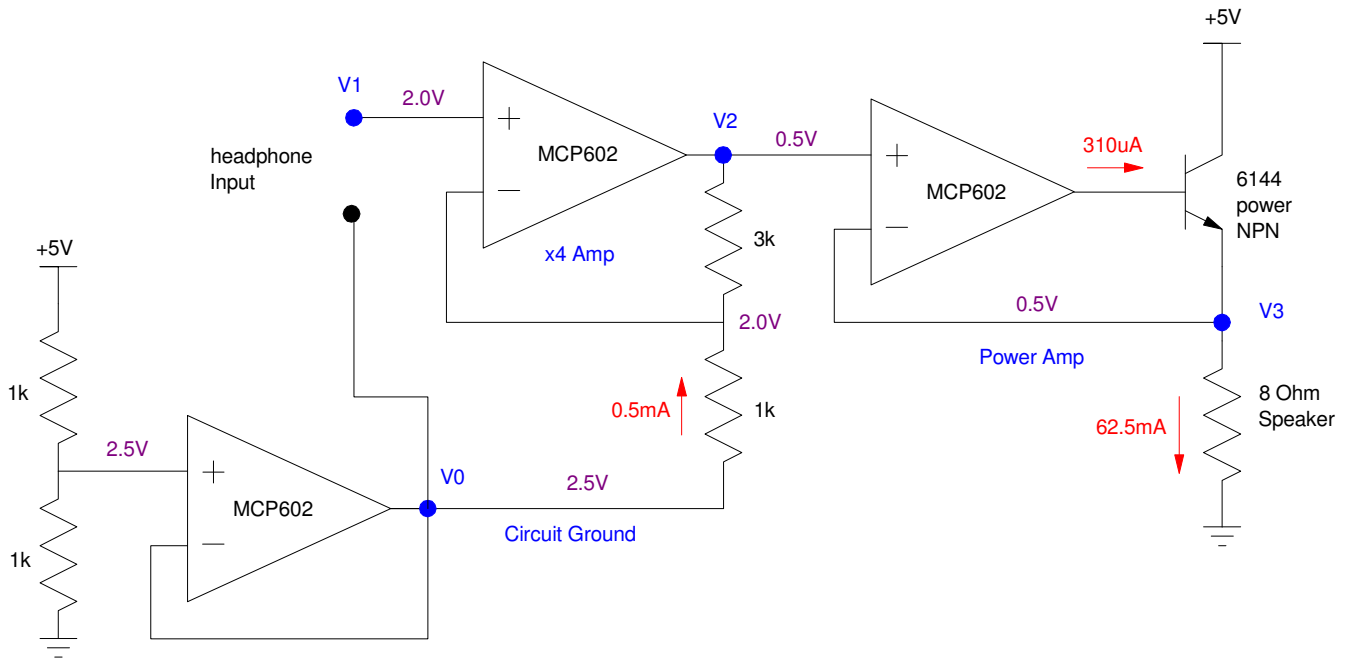 +5V
V1
2.0V
V2
+
MCP602
0.5V
310uA
headphone
Input
+
MCP602
6144
power
NPN
−
3k
−
+5V
x4 Amp
0.5V
2.0V
V3
Power Amp
1k
0.5mA
1k
8 Ohm
Speaker
62.5mA
2.5V
+
V0
2.5V
MCP602
Circuit Ground
1k
−